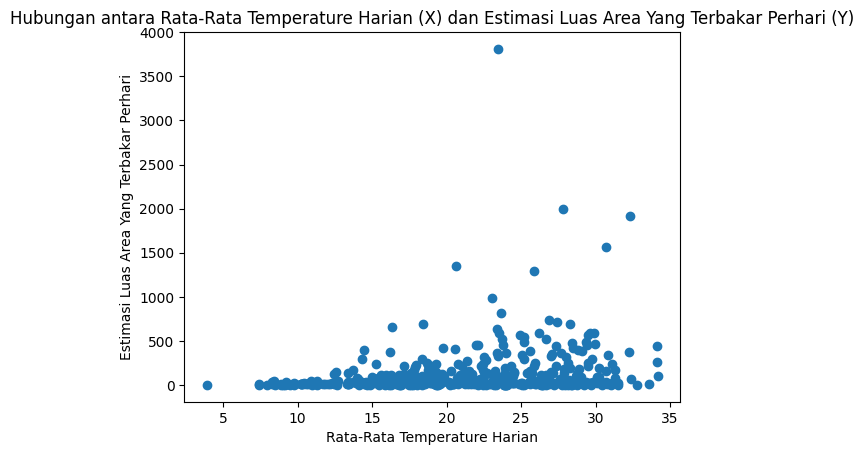 Hubungan antara Rata-Rata Temperature Harian (X) dan Estimasi Luas Area Yang Terbakar Perhari (Y)
4000
3500
3000
2500
2000
1500
1000
500
0
Estimasi Luas Area Yang Terbakar Perhari
5 10 15 20 25 30 35
Rata-Rata Temperature Harian